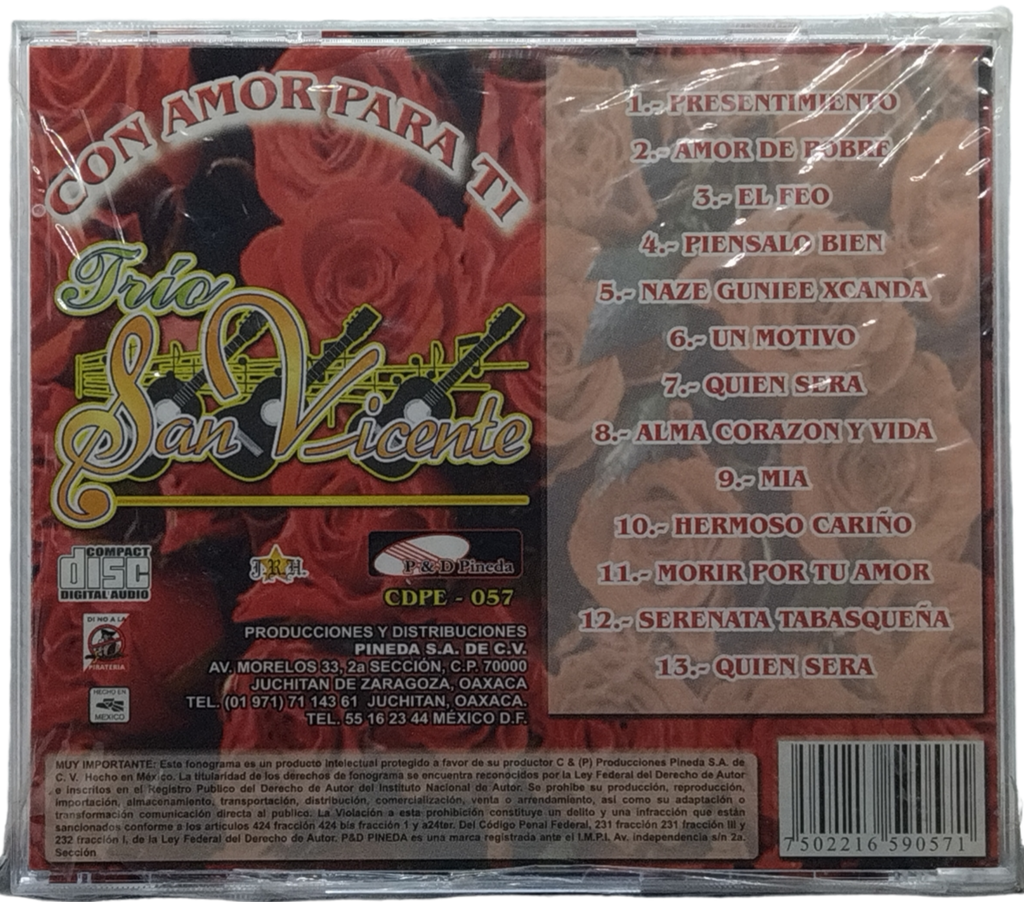 CON AMOR PARA TI
Trío
San Vicente
1.- PRESENTIMIENTO
2.- AMOR DE POBRE
3.- EL FEO
4.- PIENSALO BIEN
5.- NAZE GUNIEE XCANDA
6.- UN MOTIVO
7.- QUIEN SERA
8.- ALMA CORAZON Y VIDA
9.- MIA
10.- HERMOSO CARIÑO
11.- MORIR POR TU AMOR
12.- SERENATA TABASQUEÑA
13.- QUIEN SERA
COMPACT
disc
DIGITAL AUDIO
J.R.H.
P & D Pineda
CDPE - 057
DI NO A LA
PIRATERIA
HECHO EN
MEXICO
PRODUCCIONES Y DISTRIBUCIONES
PINEDA S.A. DE C.V.
AV. MORELOS 33, 2a SECCIÓN, C.P. 70000
JUCHITAN DE ZARAGOZA, OAXACA
TEL. (01 971) 71 143 61 JUCHITAN, OAXACA.
TEL. 55 16 23 44 MÉXICO D.F.
MUY IMPORTANTE: Este fonograma es un producto intelectual protegido a favor de su productor C & (P) Producciones Pineda S.A. de
C. V. Hecho en México. La titularidad de los derechos de fonograma se encuentra reconocidos por la Ley Federal del Derecho de Autor
e inscritos en el Registro Publico del Derecho de Autor del Instituto Nacional de Autor. Se prohibe su producción, reproducción,
importación, almacenamiento, transportación, distribución, comercialización, venta o arrendamiento, así como su adaptación o
transformación comunicación directa al publico. La Violación a esta prohibición constituye un delito y una infracción que están
sancionados conforme a los artículos 424 fracción 424 bis fracción 1 y a24ter. Del Código Penal Federal, 231 fracción 231 fracción III y
232 fracción I, de la Ley Federal del Derecho de Autor. P&D PINEDA es una marca registrada ante el I.M.P.I. Av. independencia s/n 2a.
Sección
7 502216 590571